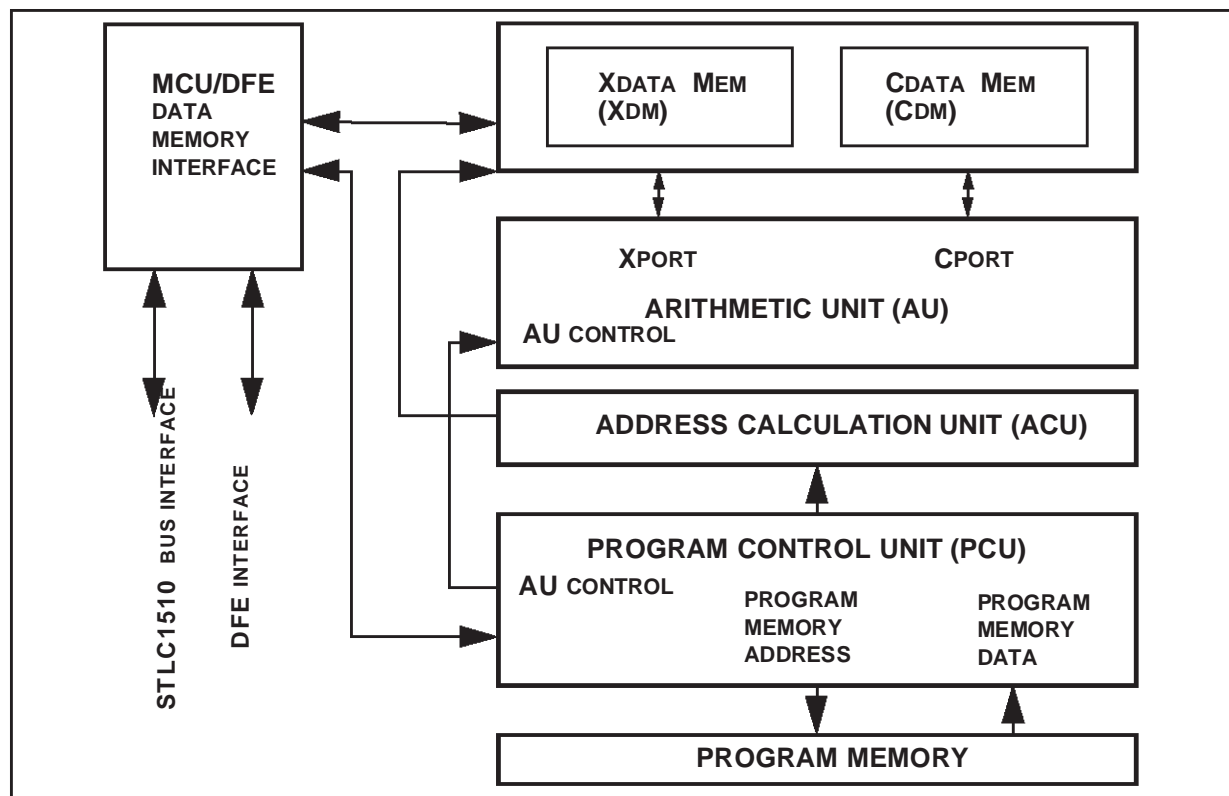 MCU/DFE
DATA
MEMORY
INTERFACE
XDATA MEM
(XDM)
CDATA MEM
(CDM)
XPORT
CPORT
ARITHMETIC UNIT (AU)
AU CONTROL
ADDRESS CALCULATION UNIT (ACU)
PROGRAM CONTROL UNIT (PCU)
AU CONTROL
PROGRAM
MEMORY
ADDRESS
PROGRAM
MEMORY
DATA
PROGRAM MEMORY
STLC1510 BUS INTERFACE
DFE INTERFACE